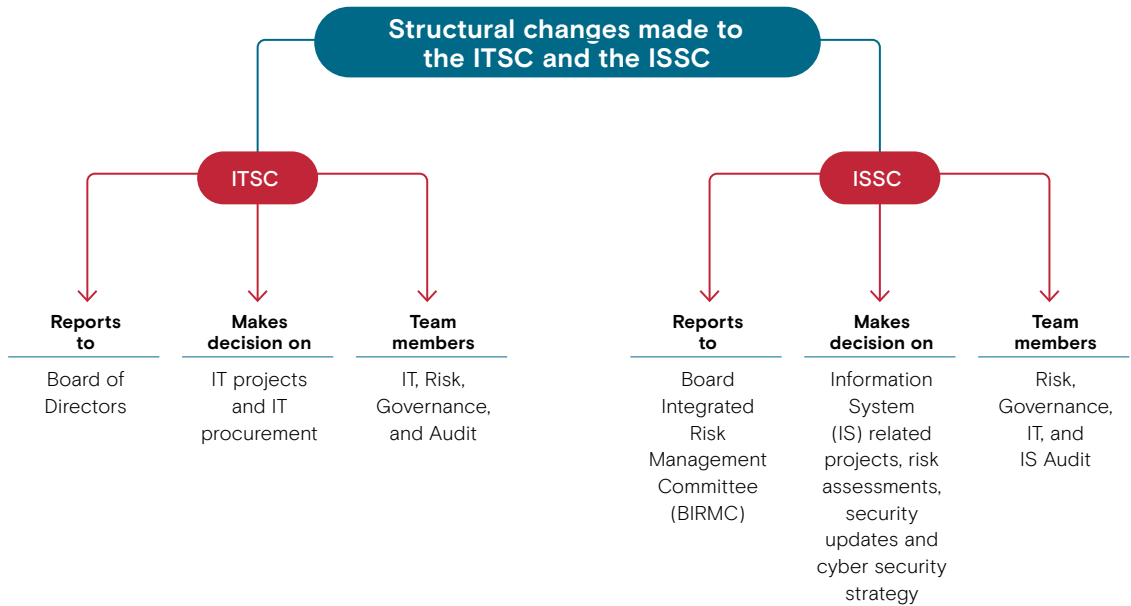 Structural changes made to
the ITSC and the ISSC
ITSC
Reports
to
Board of
Directors
Makes
decision on
IT projects
and IT
procurement
Team
members
IT, Risk,
Governance,
and Audit
ISSC
Reports
to
Board
Integrated
Risk
Management
Committee
(BIRMC)
Makes
decision on
Information
System
(IS) related
projects, risk
assessments,
security
updates and
cyber security
strategy
Team
members
Risk,
Governance,
IT, and
IS Audit